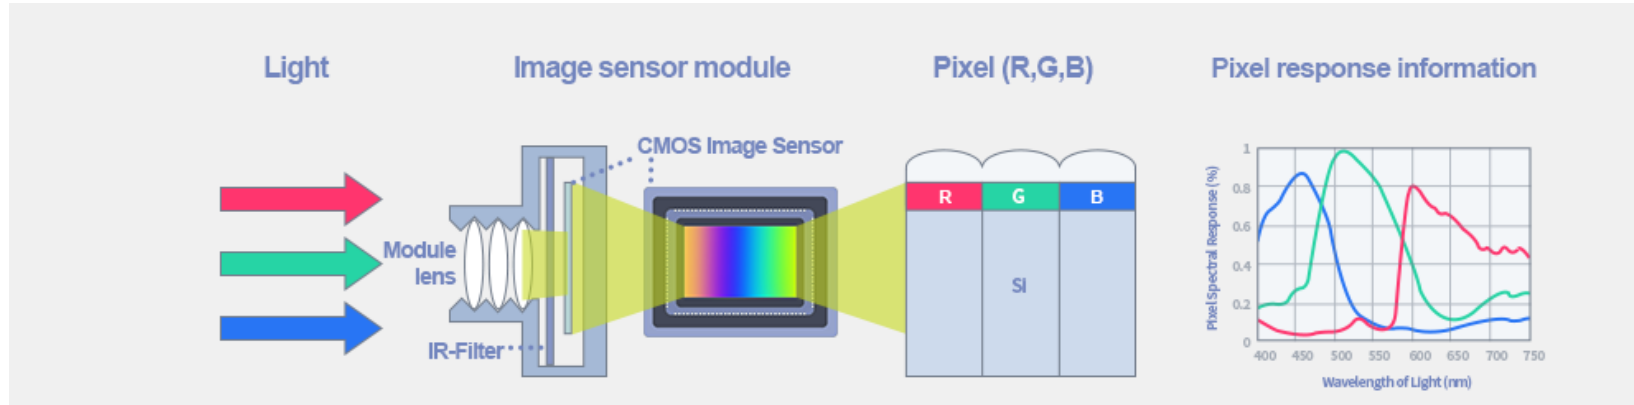 Light
Image sensor module
Pixel (R,G,B)
Pixel response information
CMOS Image Sensor
Module
lens
IR-Filter
R
G
B
Si
Pixel Spectral Response (%)
1
0.8
0.6
0.4
0.2
0
400 450 500 550 600 650 700 750
Wavelength of Light (nm)